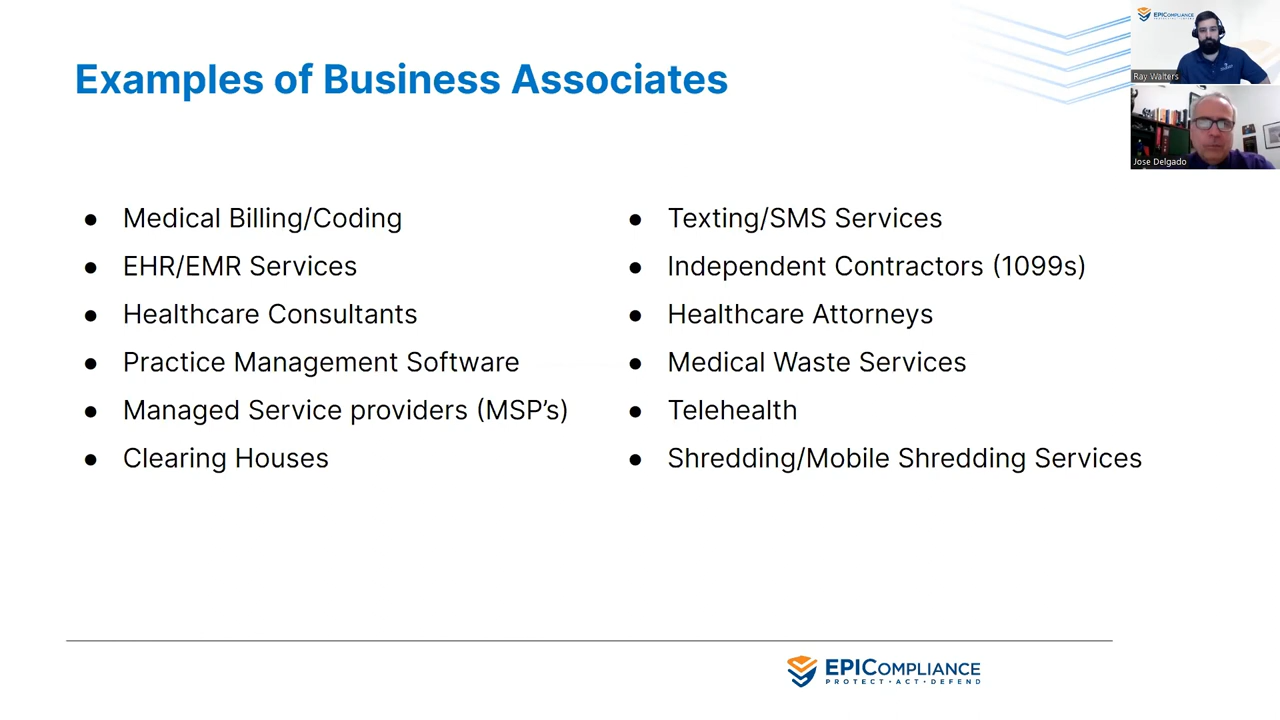 Examples of Business Associates
● Medical Billing/Coding
● EHR/EMR Services
● Healthcare Consultants
● Practice Management Software
● Managed Service providers (MSP’s)
● Clearing Houses
● Texting/SMS Services
● Independent Contractors (1099s)
● Healthcare Attorneys
● Medical Waste Services
● Telehealth
● Shredding/Mobile Shredding Services
EPICOMPLIANCE
PROTECT • ACT • DEFEND
EPICOMPLIANCE
Ray Walters
Jose Delgado